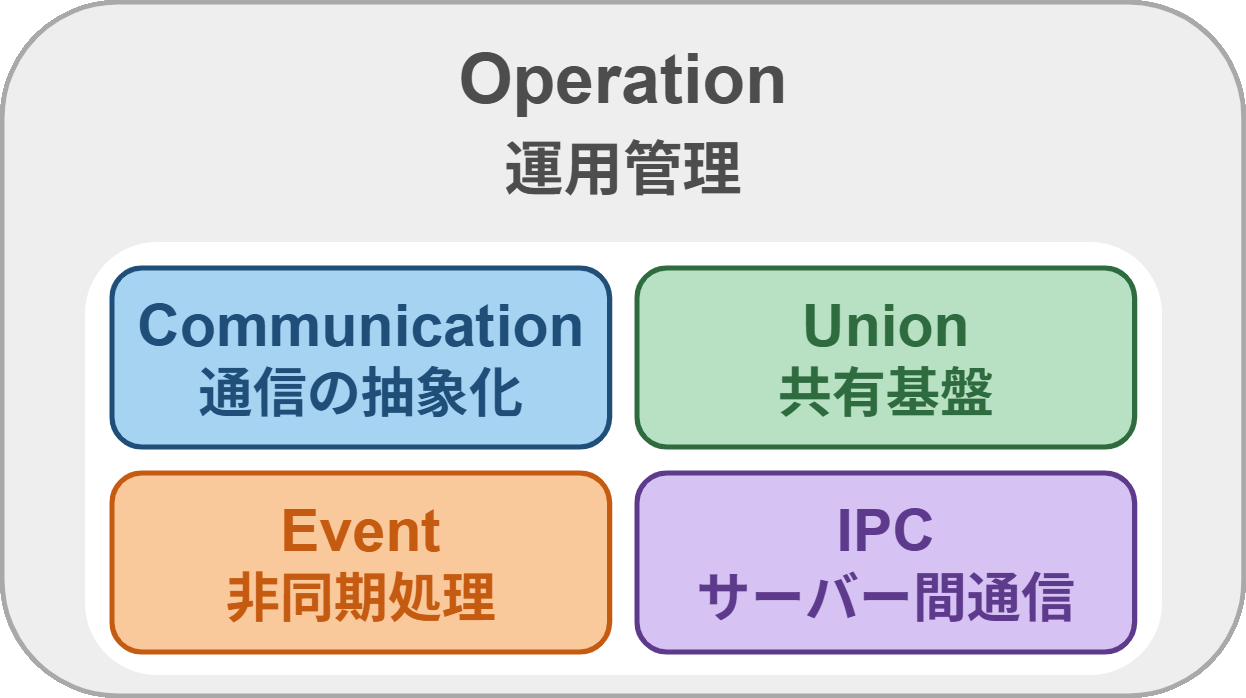 Operation
運用管理
Communication
通信の抽象化
Union
共有基盤
Event
非同期処理
IPC
サーバー間通信